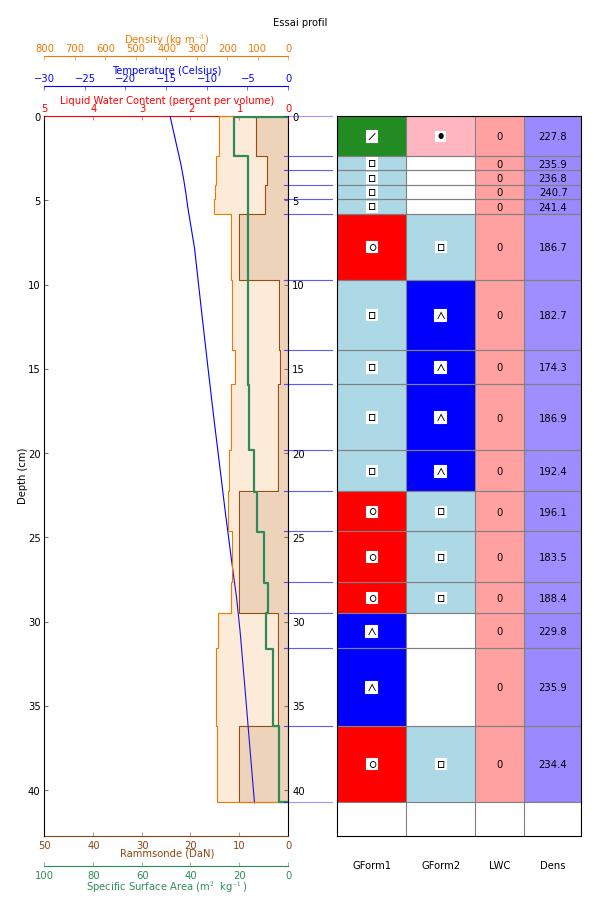 Essai profil
Density (kg m⁻³)
800 700 600 500 400 300 200 100 0
Temperature (Celsius)
−30 −25 −20 −15 −10 −5 0
Liquid Water Content (percent per volume)
5 4 3 2 1 0
0 0 0 227.8
0 235.9
0 236.8
0 240.7
5 5 0 241.4
0 186.7
10 10
0 182.7
15 15 0 174.3
0 186.9
20 20
Depth (cm)
0 192.4
0 196.1
25 25
0 183.5
0 188.4
30 30 0 229.8
35 35 0 235.9
0 234.4
40 40
50 40 30 20 10 0
Rammsonde (DaN)
GForm1 GForm2 LWC Dens
100 80 60 40 20 0
Specific Surface Area (m² kg⁻¹)